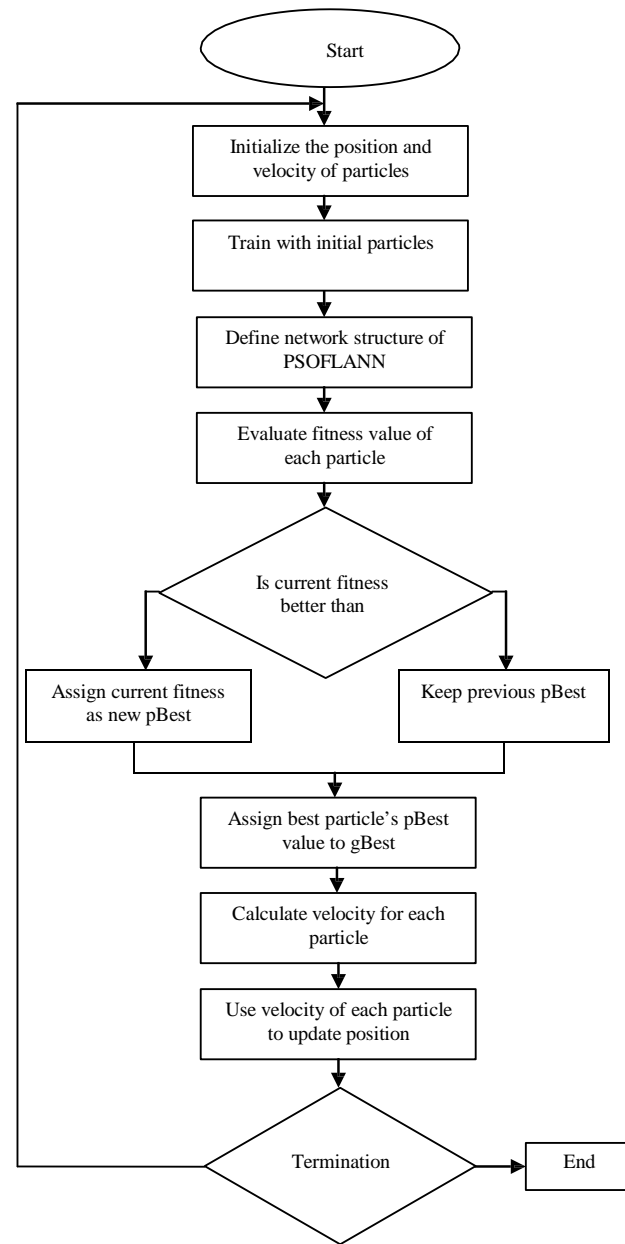 Start
Initialize the position and
velocity of particles
Train with initial particles
Define network structure of
PSOFLANN
Evaluate fitness value of
each particle
Is current fitness
better than
Assign current fitness
as new pBest
Keep previous pBest
Assign best particle's pBest
value to gBest
Calculate velocity for each
particle
Use velocity of each particle
to update position
Termination
End